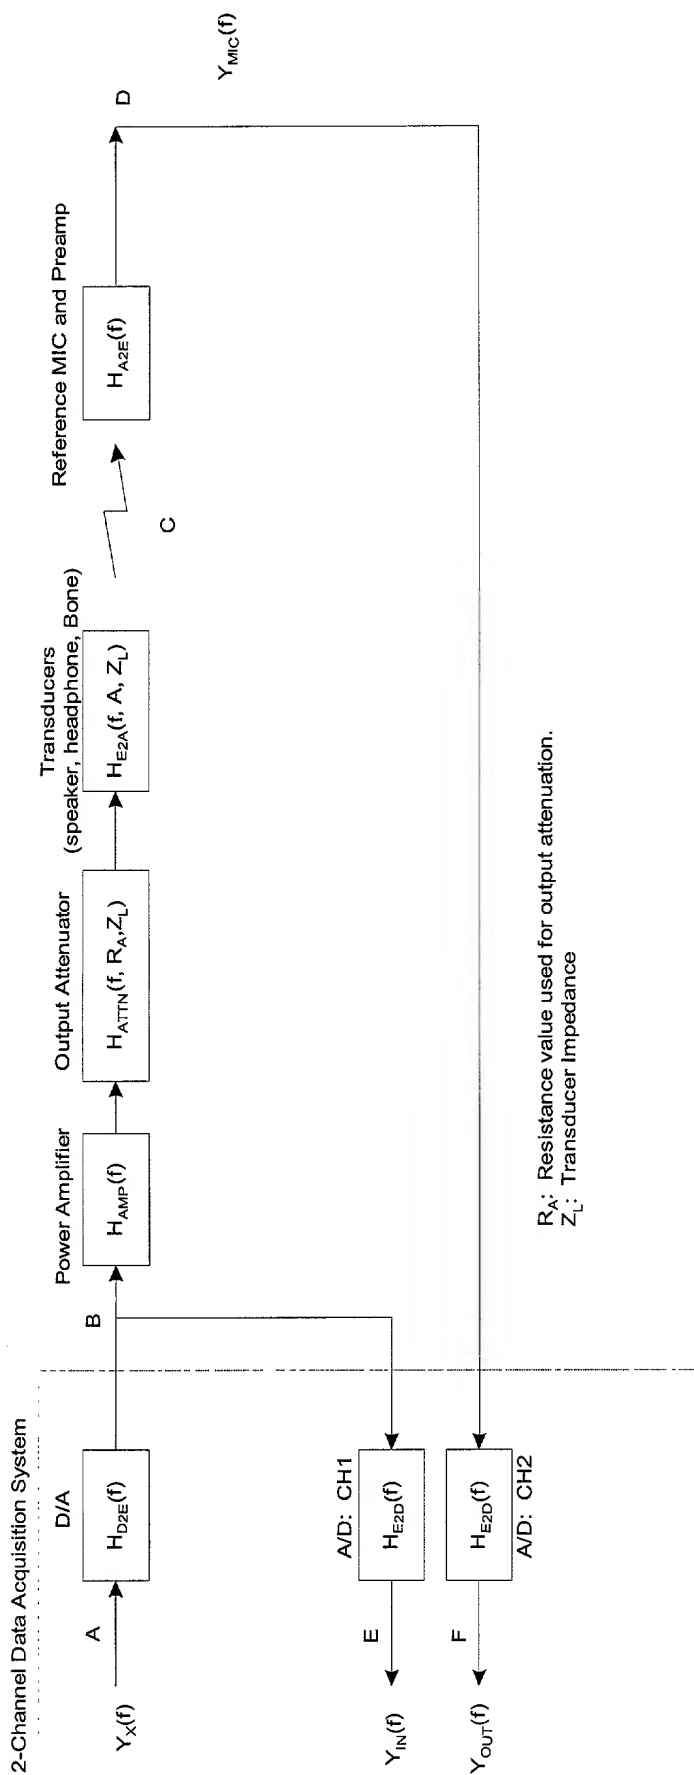 2-Channel Data Acquisition System
D/A
Power Amplifier
Output Attenuator
Transducers
(speaker, headphone, Bone)
Reference MIC and Preamp
Y_X(f)
A
H_D2E(f)
B
H_AMP(f)
H_ATTN(f, R_A,Z_L)
H_E2A(f, A, Z_L)
C
H_A2E(f)
D
Y_MIC(f)
Y_IN(f)
E
A/D: CH1
H_E2D(f)
Y_OUT(f)
F
H_E2D(f)
A/D: CH2
R_A: Resistance value used for output attenuation.
Z_L: Transducer Impedance